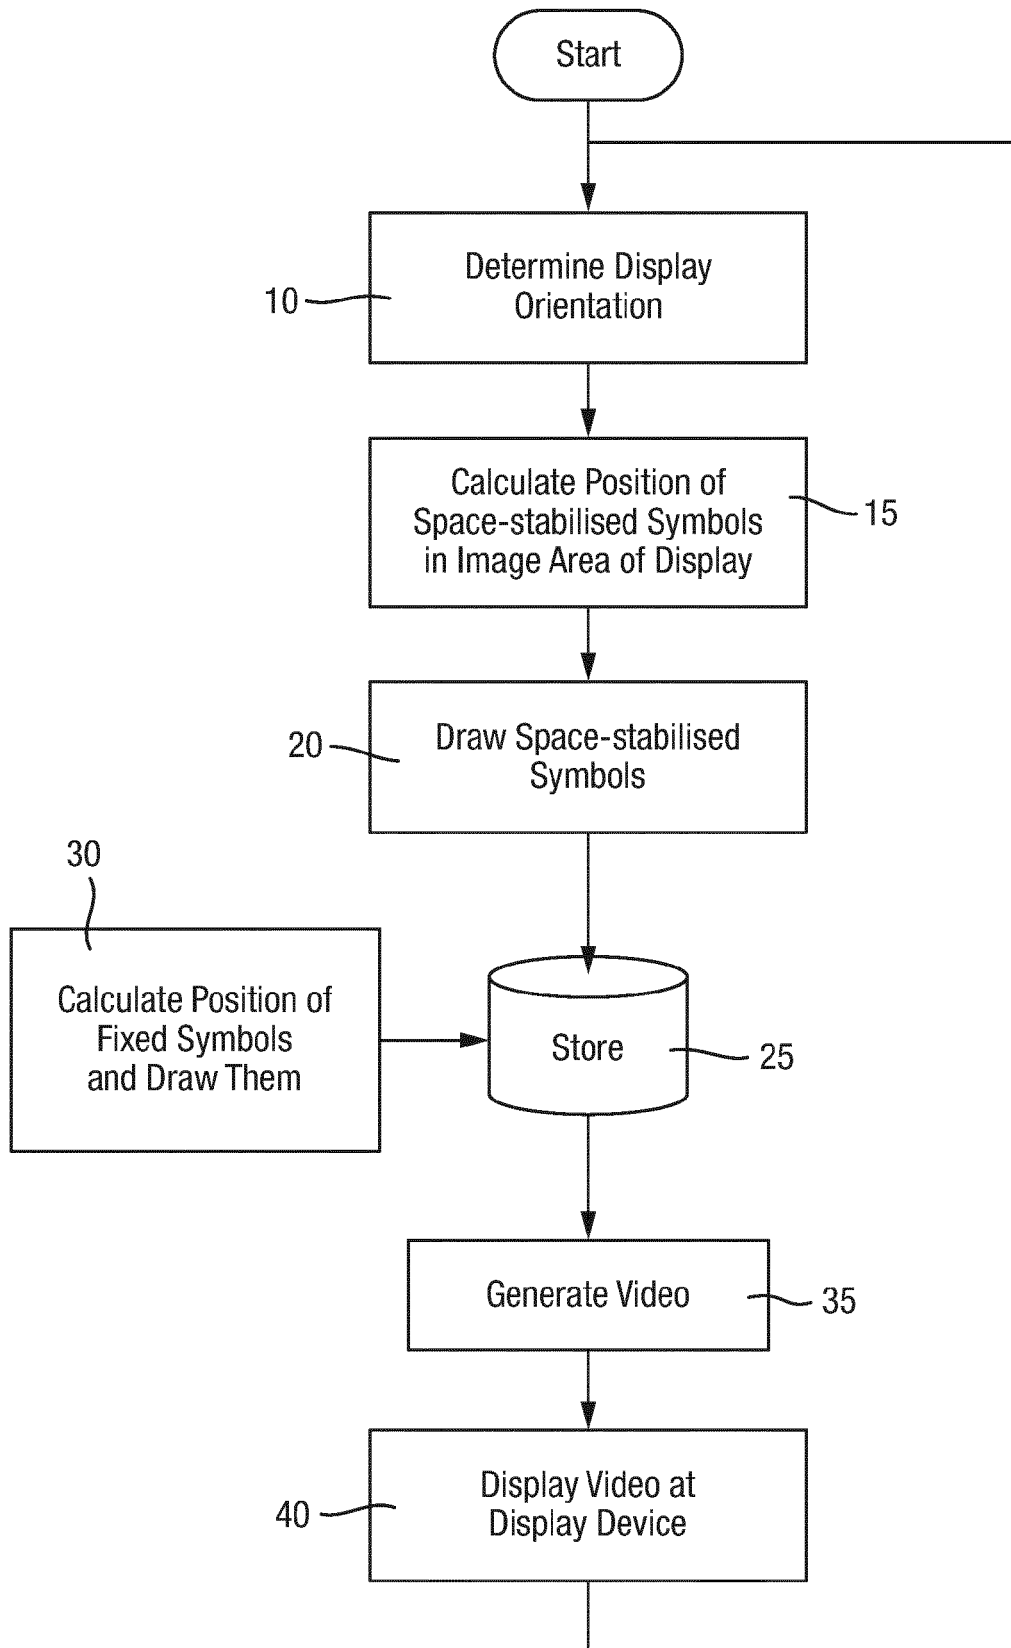 Start
Determine Display
Orientation
10
Calculate Position of
Space-stabilised Symbols
in Image Area of Display
15
20
Draw Space-stabilised
Symbols
30
Calculate Position of
Fixed Symbols
and Draw Them
Store
25
Generate Video
35
Display Video at
Display Device
40